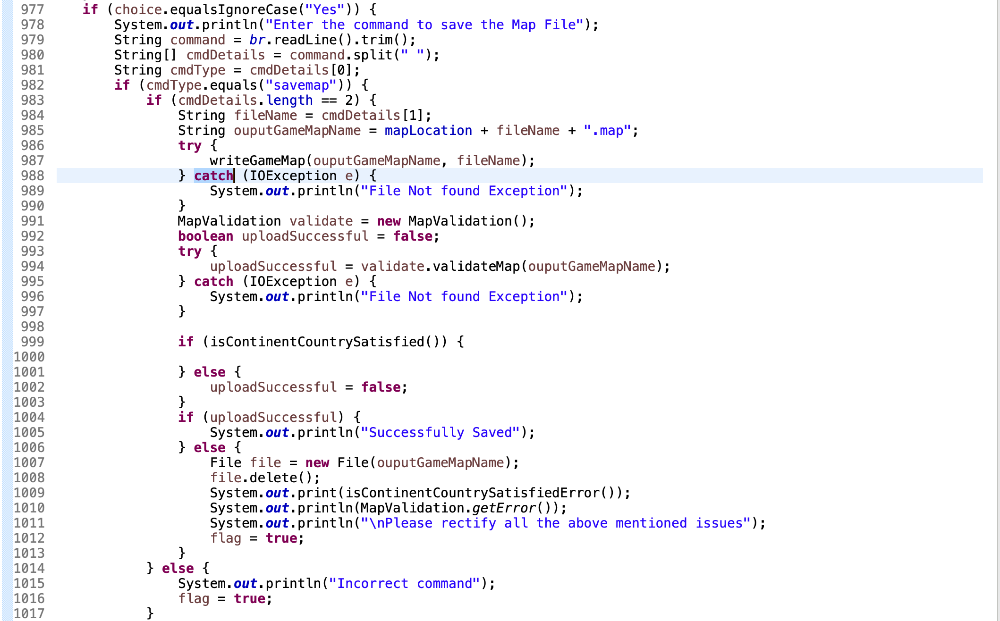 977 if (choice.equalsIgnoreCase("Yes")) {
978 System.out.println("Enter the command to save the Map File");
979 String command = br.readLine().trim();
980 String[] cmdDetails = command.split(" ");
981 String cmdType = cmdDetails[0];
982 if (cmdType.equals("savemap")) {
983 if (cmdDetails.length == 2) {
984 String fileName = cmdDetails[1];
985 String ouputGameMapName = mapLocation + fileName + ".map";
986 try {
987 writeGameMap(ouputGameMapName, fileName);
988 } catch (IOException e) {
989 System.out.println("File Not found Exception");
990 }
991 MapValidation validate = new MapValidation();
992 boolean uploadSuccessful = false;
993 try {
994 uploadSuccessful = validate.validateMap(ouputGameMapName);
995 } catch (IOException e) {
996 System.out.println("File Not found Exception");
997 }
998
999 if (isContinentCountrySatisfied()) {
1000
1001 } else {
1002 uploadSuccessful = false;
1003 }
1004 if (uploadSuccessful) {
1005 System.out.println("Successfully Saved");
1006 } else {
1007 File file = new File(ouputGameMapName);
1008 file.delete();
1009 System.out.print(isContinentCountrySatisfiedError());
1010 System.out.println(MapValidation.getError());
1011 System.out.println("\nPlease rectify all the above mentioned issues");
1012 flag = true;
1013 }
1014 } else {
1015 System.out.println("Incorrect command");
1016 flag = true;
1017 }